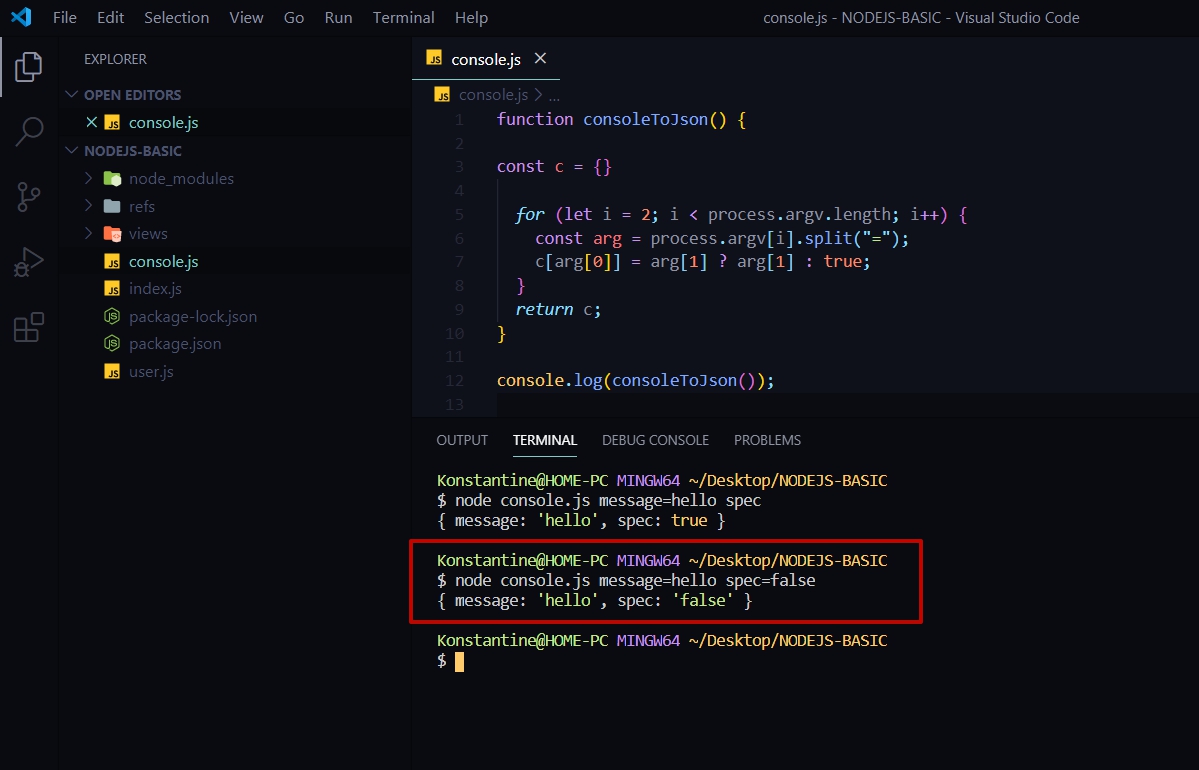 File Edit Selection View Go Run Terminal Help console.js - NODEJS-BASIC - Visual Studio Code
EXPLORER
OPEN EDITORS
JS console.js
NODEJS-BASIC
node_modules
refs
views
JS console.js
JS index.js
JS package-lock.json
JS package.json
JS user.js
JS console.js
JS console.js > ...
1 function consoleToJson() {
2
3 const c = {}
4
5 for (let i = 2; i < process.argv.length; i++) {
6 const arg = process.argv[i].split("=");
7 c[arg[0]] = arg[1] ? arg[1] : true;
8 }
9 return c;
10 }
11
12 console.log(consoleToJson());
13
OUTPUT TERMINAL DEBUG CONSOLE PROBLEMS
Konstantine@HOME-PC MINGW64 ~/Desktop/NODEJS-BASIC
$ node console.js message=hello spec
{ message: 'hello', spec: true }
Konstantine@HOME-PC MINGW64 ~/Desktop/NODEJS-BASIC
$ node console.js message=hello spec=false
{ message: 'hello', spec: 'false' }
Konstantine@HOME-PC MINGW64 ~/Desktop/NODEJS-BASIC
$